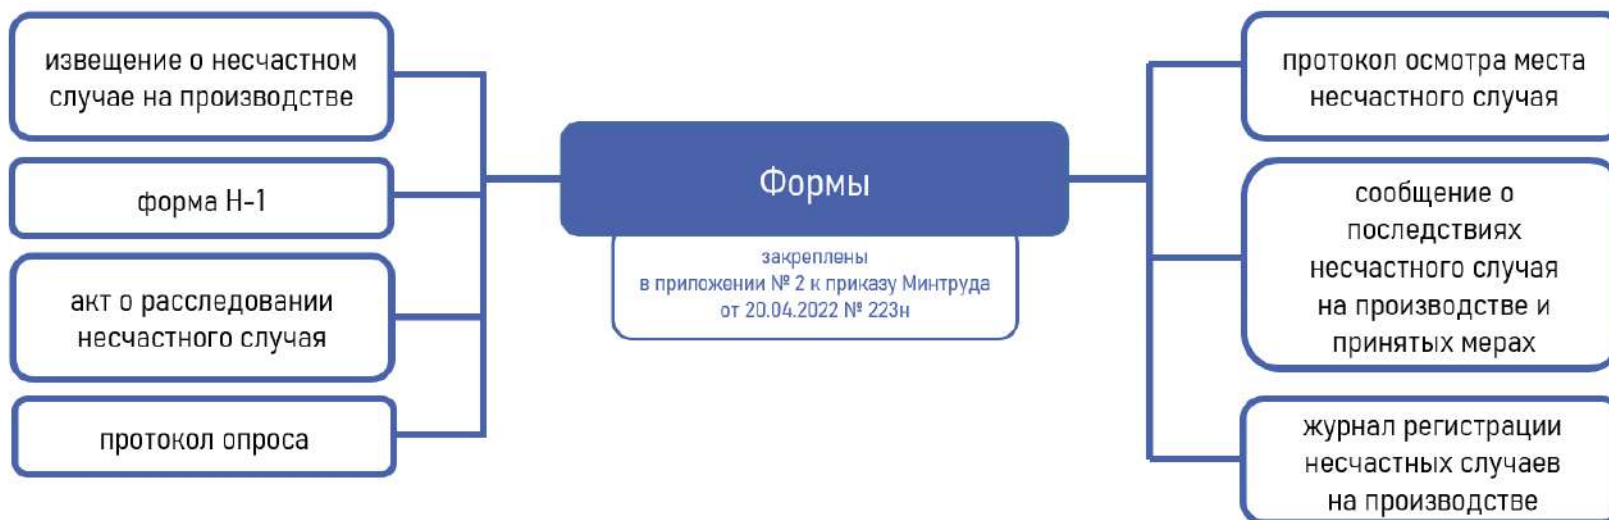 извещение о несчастном
случае на производстве
форма Н-1
акт о расследовании
несчастного случая
протокол опроса
Формы
закреплены
в приложении № 2 к приказу Минтруда
от 20.04.2022 № 223н
протокол осмотра места
несчастного случая
сообщение о
последствиях
несчастного случая
на производстве и
принятых мерах
журнал регистрации
несчастных случаев
на производстве